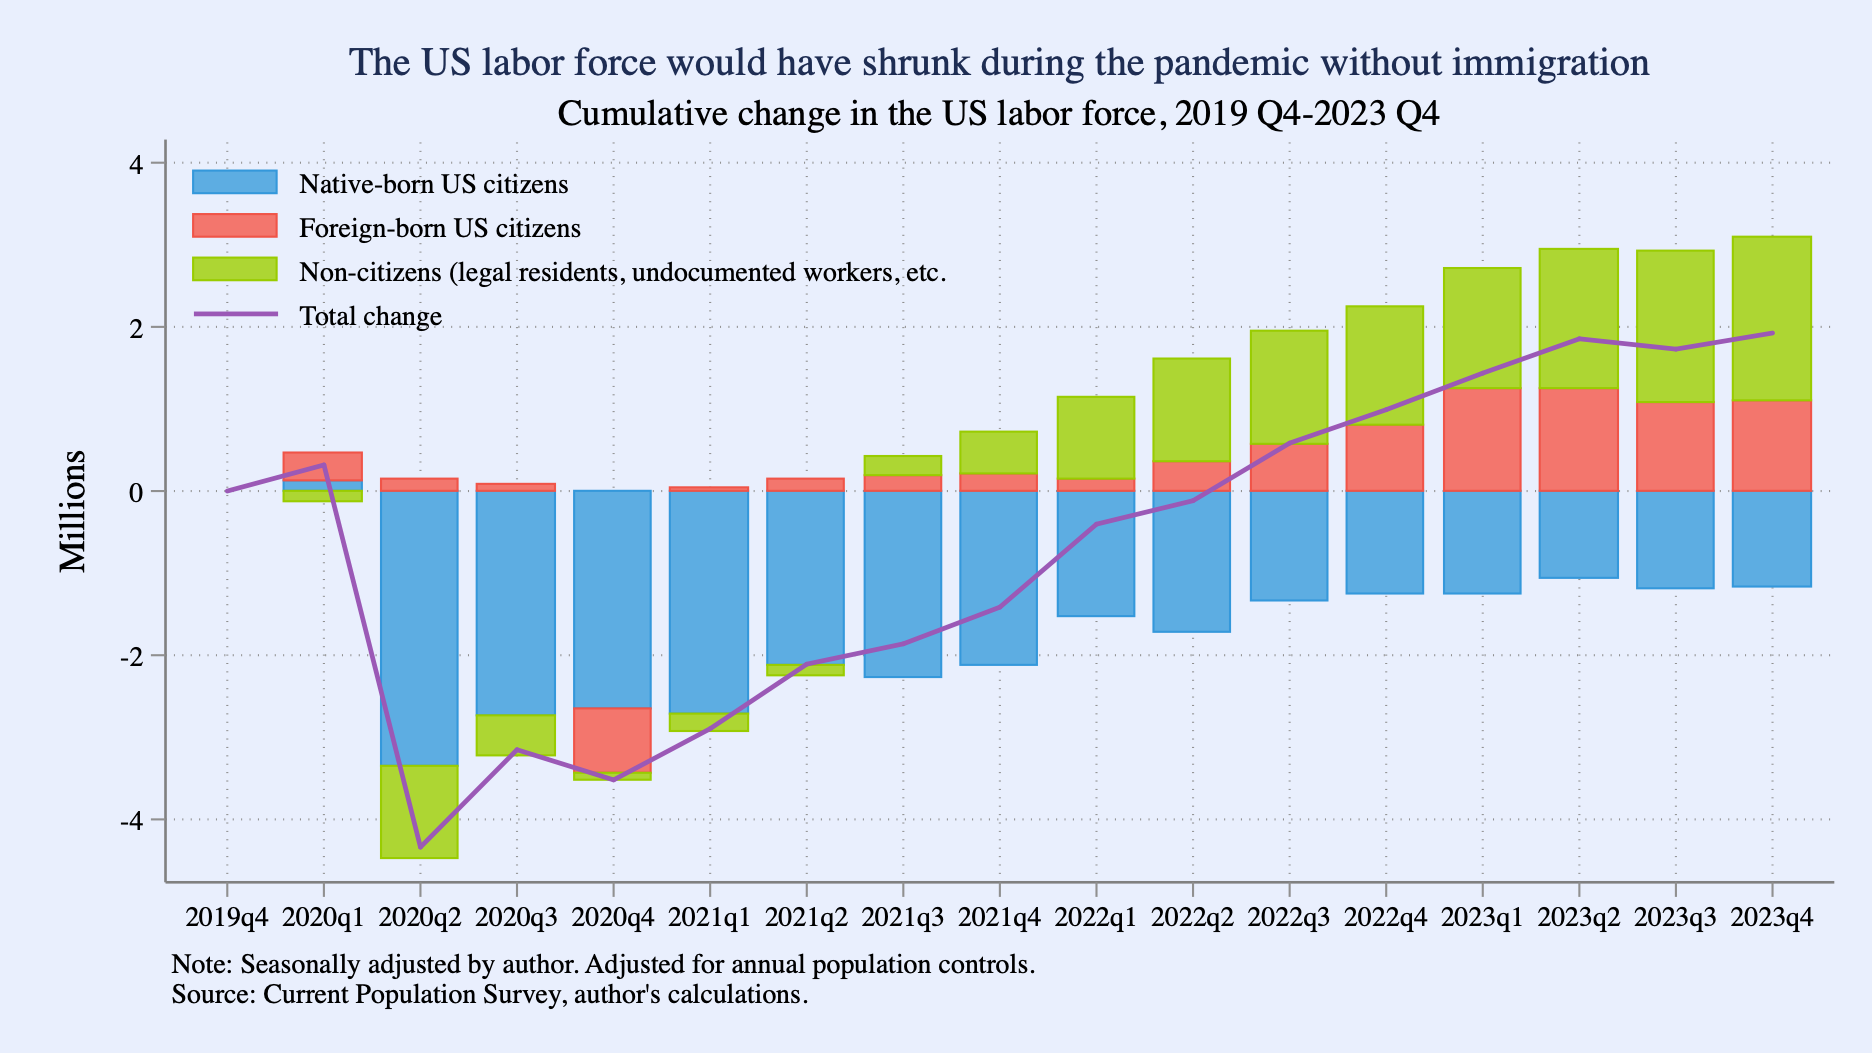 The US labor force would have shrunk during the pandemic without immigration
Cumulative change in the US labor force, 2019 Q4-2023 Q4
Native-born US citizens
Foreign-born US citizens
Non-citizens (legal residents, undocumented workers, etc.
Total change
Millions
4
2
0
-2
-4
2019q4 2020q1 2020q2 2020q3 2020q4 2021q1 2021q2 2021q3 2021q4 2022q1 2022q2 2022q3 2022q4 2023q1 2023q2 2023q3 2023q4
Note: Seasonally adjusted by author. Adjusted for annual population controls.
Source: Current Population Survey, author's calculations.